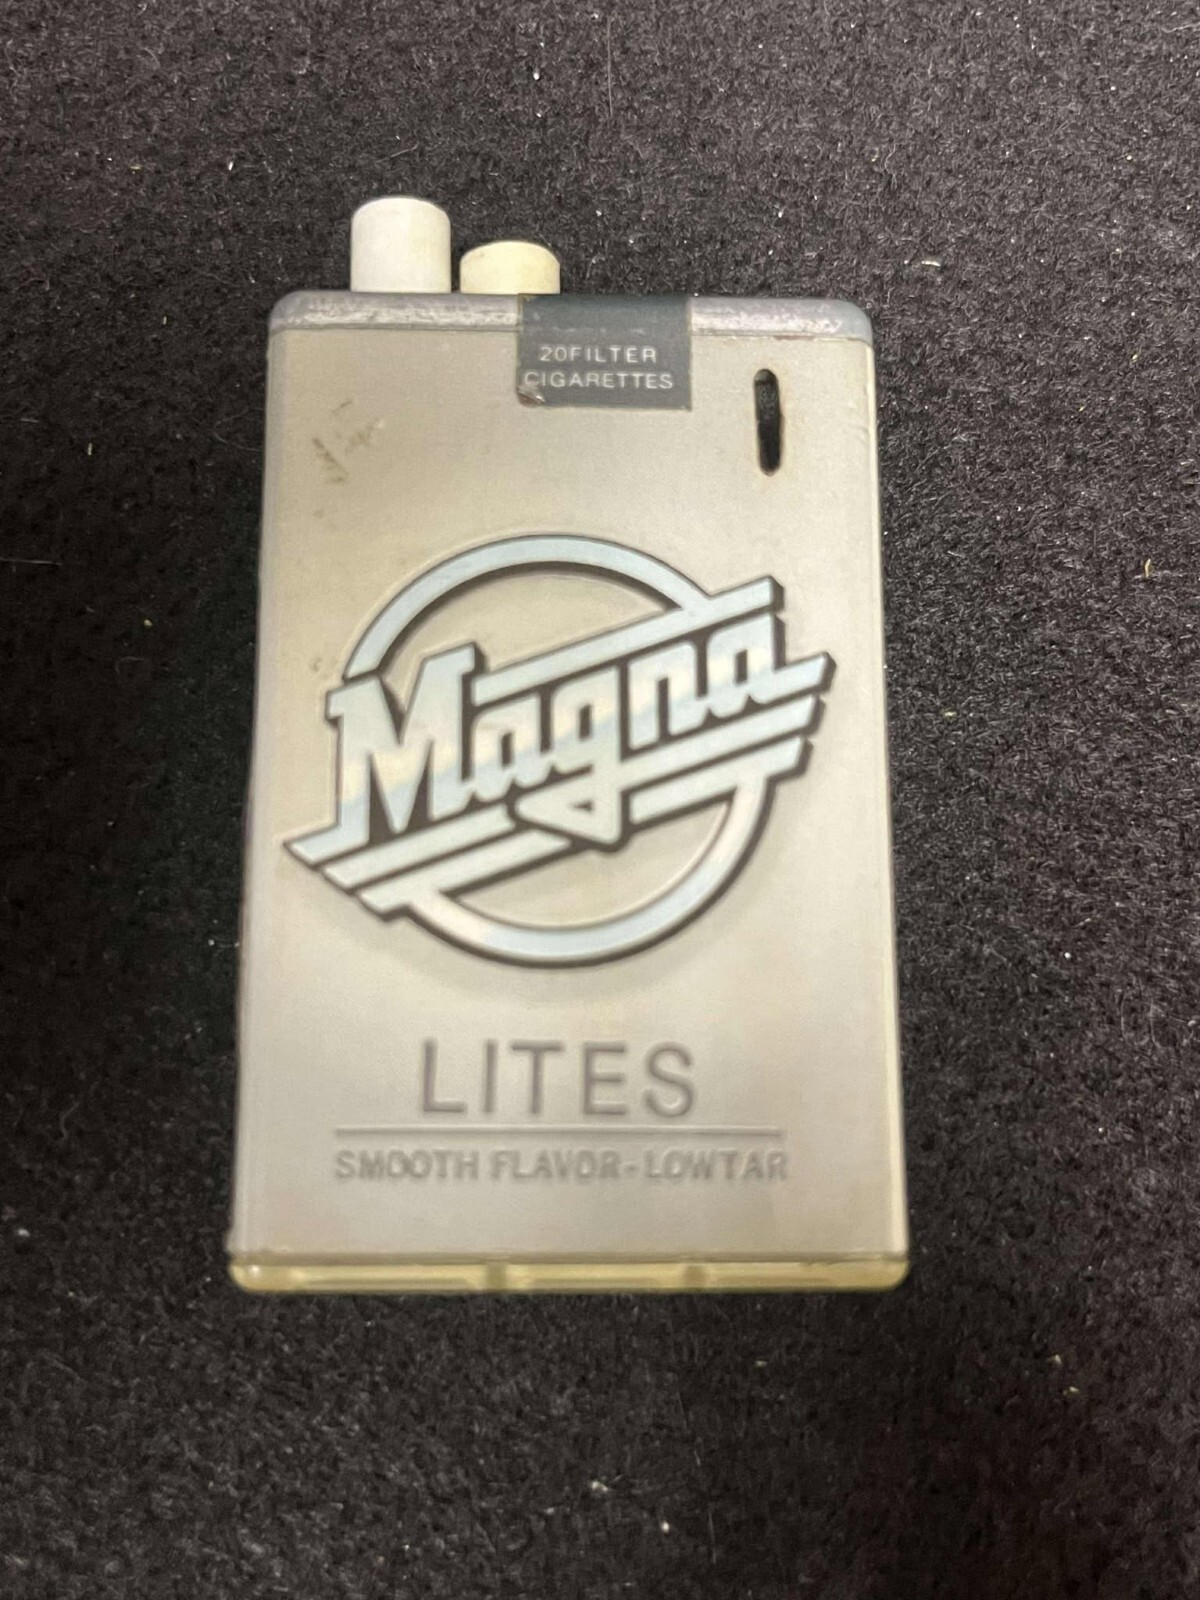 20FILTER
CIGARETTES
Magna
LITES
SMOOTH FLAVOR-LOWTAR